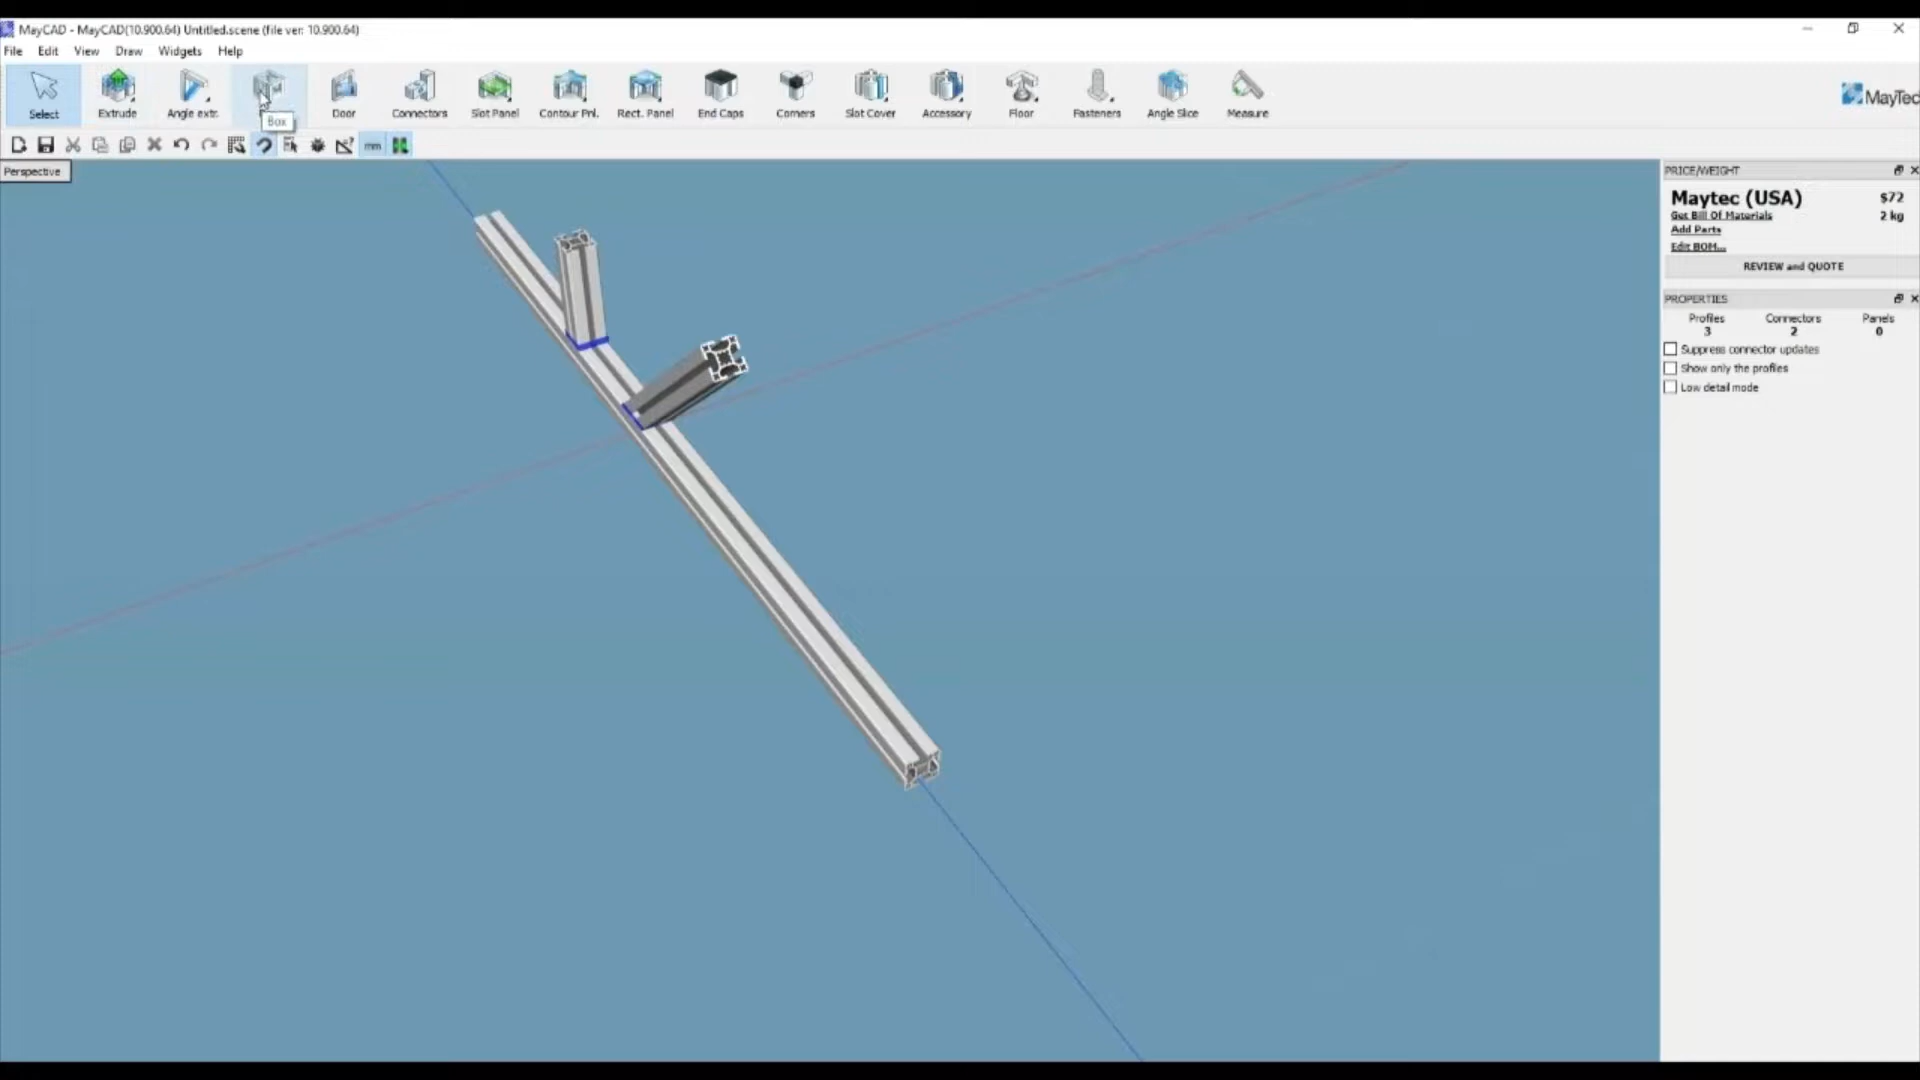 MayCAD - MayCAD(10.900.64) Untitled.scene (file ver: 10.900.64)
File Edit View Draw Widgets Help
Select Extrude Angle extr. Box Door Connectors Slot Panel Contour Pnl. Rect. Panel End Caps Corners Slot Cover Accessory Floor Fasteners Angle Slice Measure
MayTec
mm
Perspective
PRICE/WEIGHT
Maytec (USA) $72
Get Bill Of Materials 2 kg
Add Parts
Edit BOM...
REVIEW and QUOTE
PROPERTIES
Profiles Connectors Panels
3 2 0
Suppress connector updates
Show only the profiles
Low detail mode